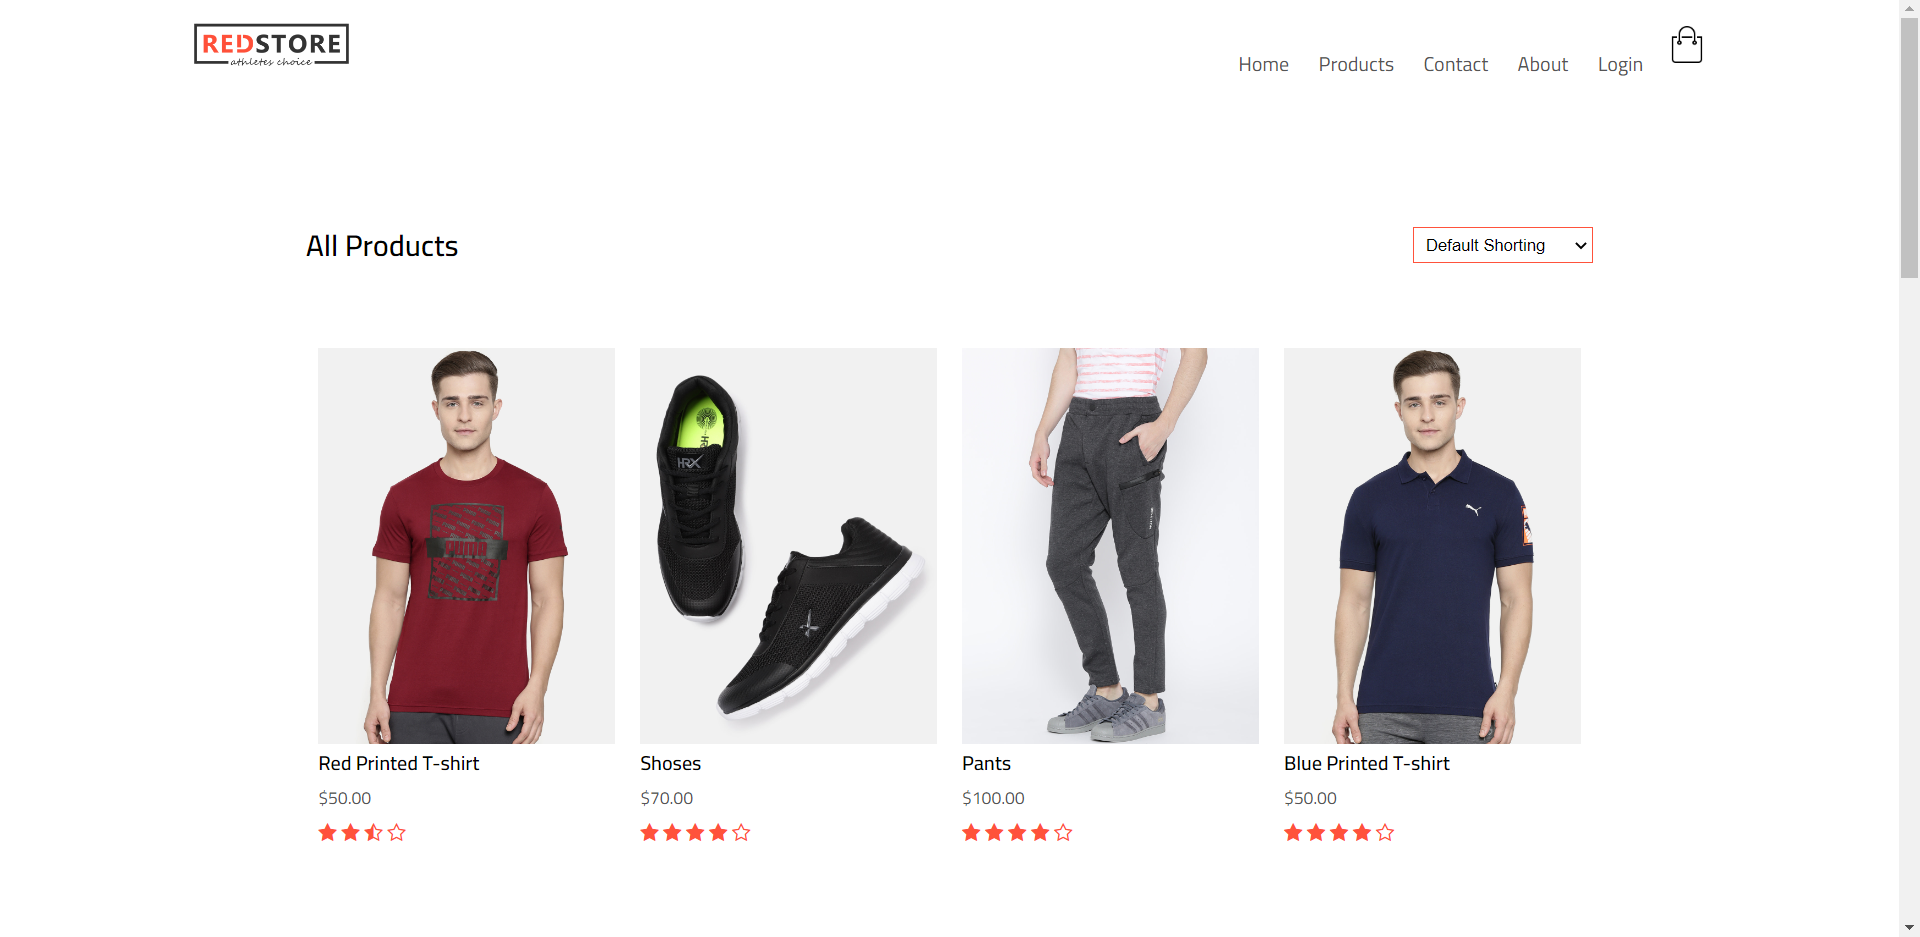 REDSTORE
athletes choice
Home Products Contact About Login
All Products
Default Shorting
HRX
Red Printed T-shirt
Shoses
Pants
Blue Printed T-shirt
$50.00
$70.00
$100.00
$50.00